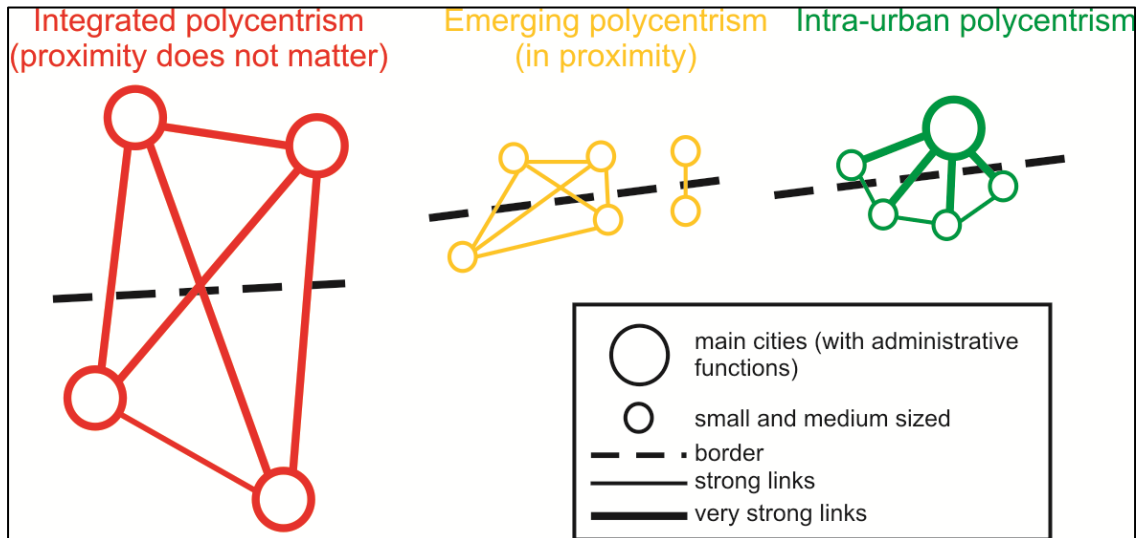 Integrated polycentrism
(proximity does not matter)
Emerging polycentrism
(in proximity)
Intra-urban polycentrism
main cities (with administrative
functions)
small and medium sized
border
strong links
very strong links